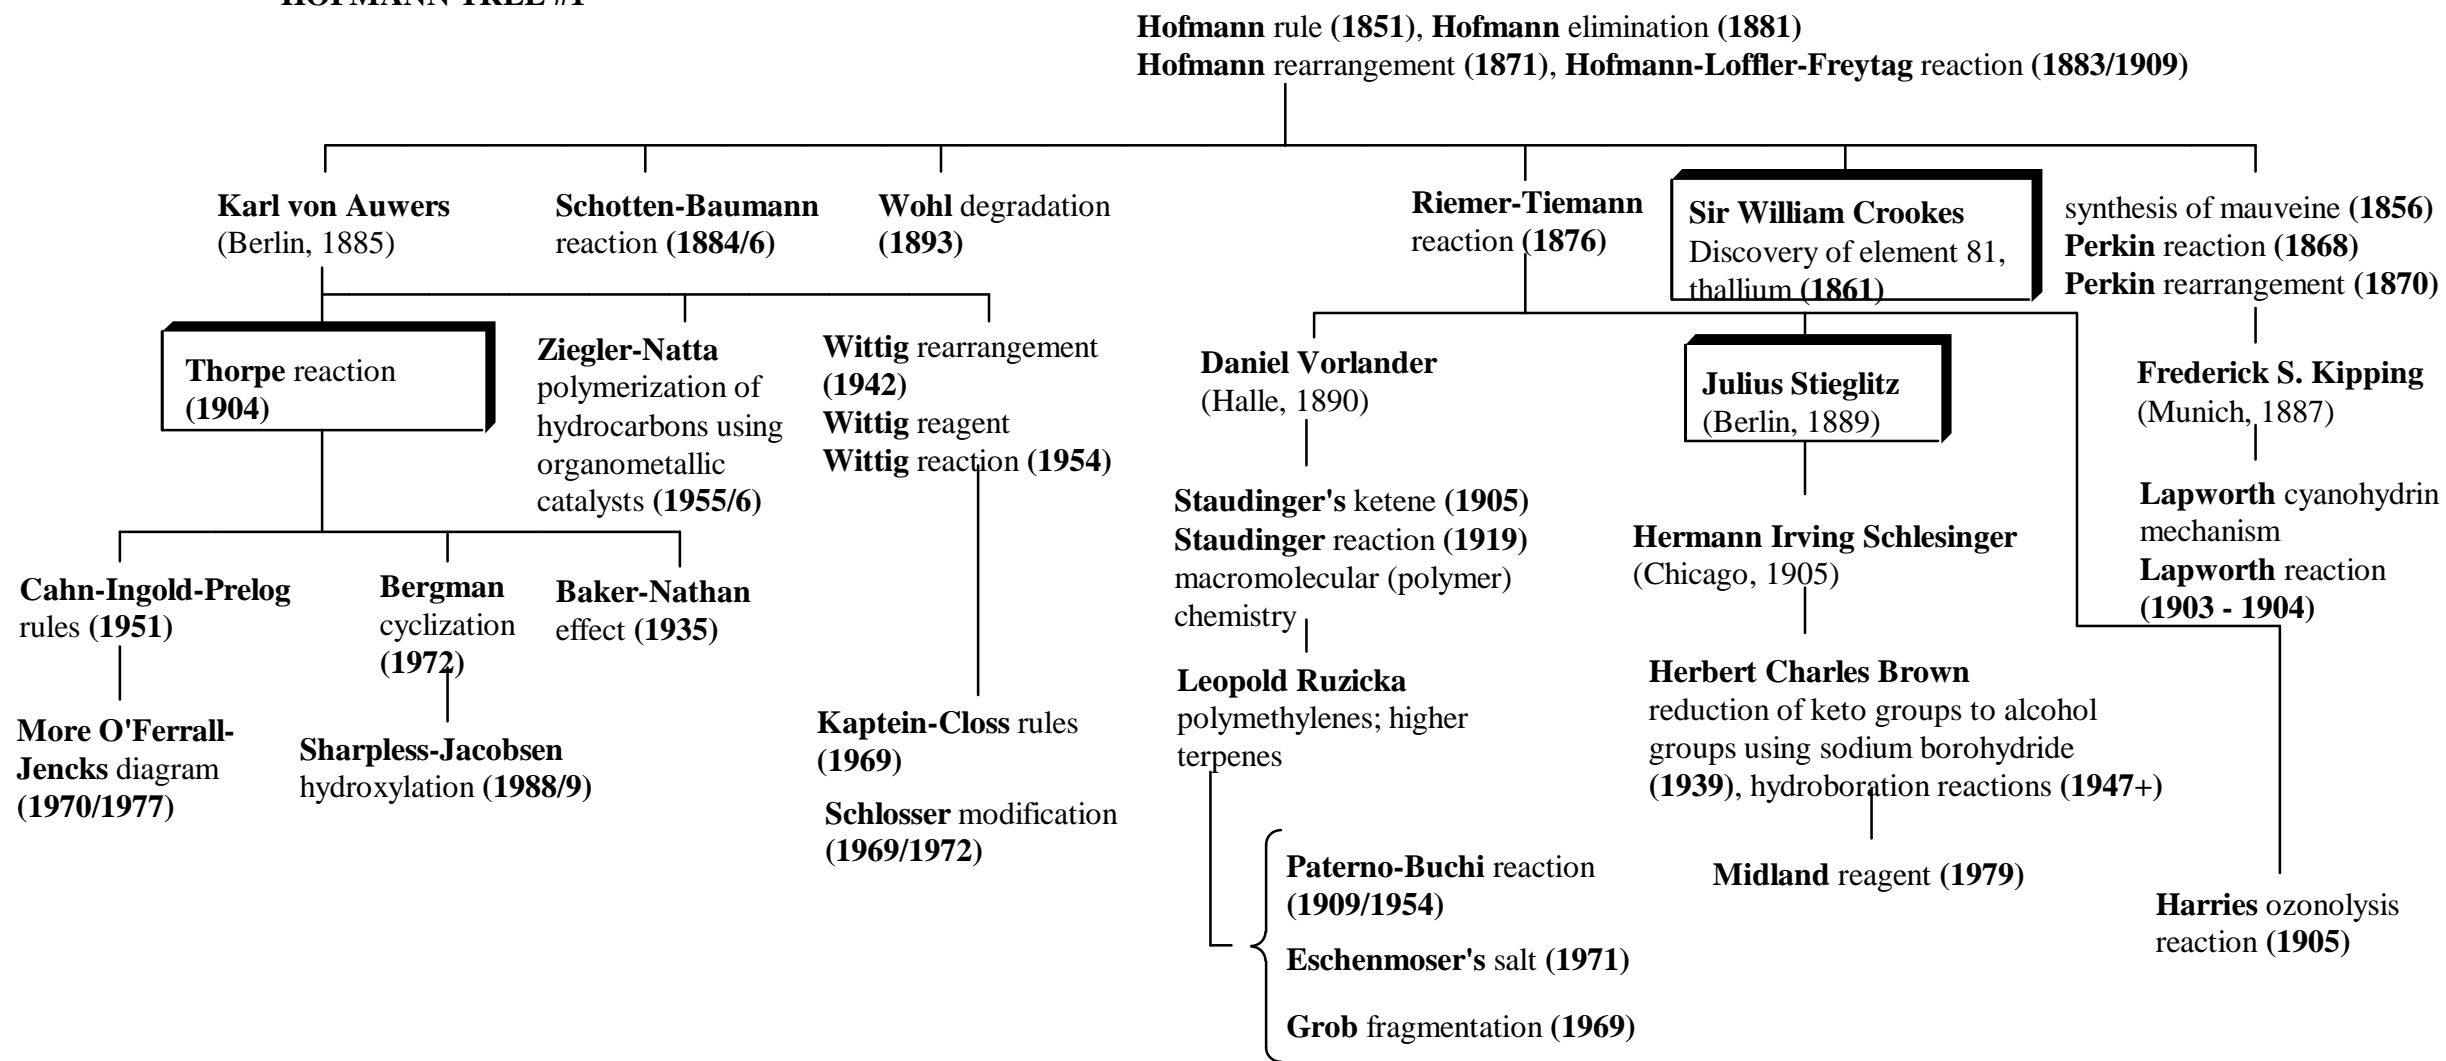 HOFMANN TREE #1
Hofmann rule (1851), Hofmann elimination (1881)
Hofmann rearrangement (1871), Hofmann-Loffler-Freytag reaction (1883/1909)
Karl von Auwers
(Berlin, 1885)
Schotten-Baumann
reaction (1884/6)
Wohl degradation
(1893)
Riemer-Tiemann
reaction (1876)
Sir William Crookes
Discovery of element 81,
thallium (1861)
synthesis of mauveine (1856)
Perkin reaction (1868)
Perkin rearrangement (1870)
Thorpe reaction
(1904)
Ziegler-Natta
polymerization of
hydrocarbons using
organometallic
catalysts (1955/6)
Wittig rearrangement
(1942)
Wittig reagent
Wittig reaction (1954)
Daniel Vorlander
(Halle, 1890)
Julius Stieglitz
(Berlin, 1889)
Frederick S. Kipping
(Munich, 1887)
Staudinger's ketene (1905)
Staudinger reaction (1919)
macromolecular (polymer)
chemistry
Hermann Irving Schlesinger
(Chicago, 1905)
Lapworth cyanohydrin
mechanism
Lapworth reaction
(1903 - 1904)
Cahn-Ingold-Prelog
rules (1951)
Bergman
cyclization
(1972)
Baker-Nathan
effect (1935)
Leopold Ruzicka
polymethylenes; higher
terpenes
Herbert Charles Brown
reduction of keto groups to alcohol
groups using sodium borohydride
(1939), hydroboration reactions (1947+)
More O'Ferrall-
Jencks diagram
(1970/1977)
Sharpless-Jacobsen
hydroxylation (1988/9)
Kaptein-Closs rules
(1969)
Schlosser modification
(1969/1972)
Paterno-Buchi reaction
(1909/1954)
Eschenmoser's salt (1971)
Grob fragmentation (1969)
Midland reagent (1979)
Harries ozonolysis
reaction (1905)